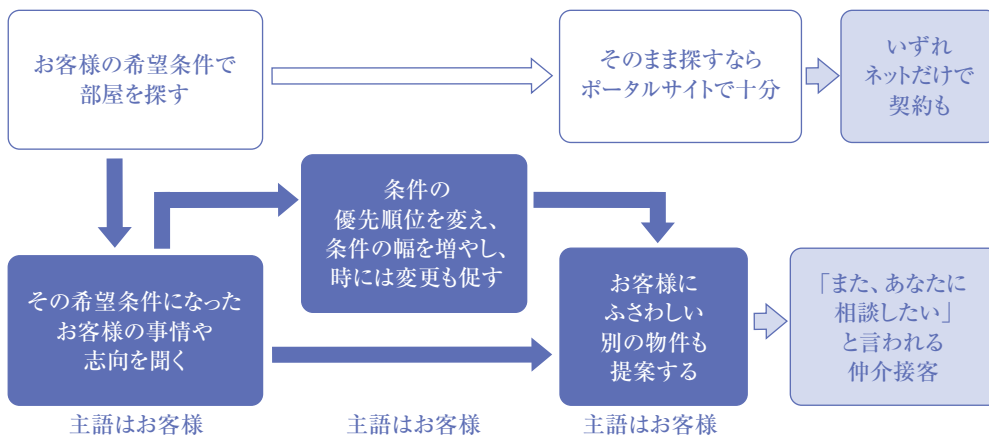 お客様の希望条件で
部屋を探す
そのまま探すなら
ポータルサイトで十分
いずれ
ネットだけで
契約も
条件の
優先順位を変え、
条件の幅を増やし、
時には変更も促す
その希望条件になった
お客様の事情や
志向を聞く
お客様に
ふさわしい
別の物件も
提案する
「また、あなたに
相談したい」
と言われる
仲介接客
主語はお客様
主語はお客様
主語はお客様